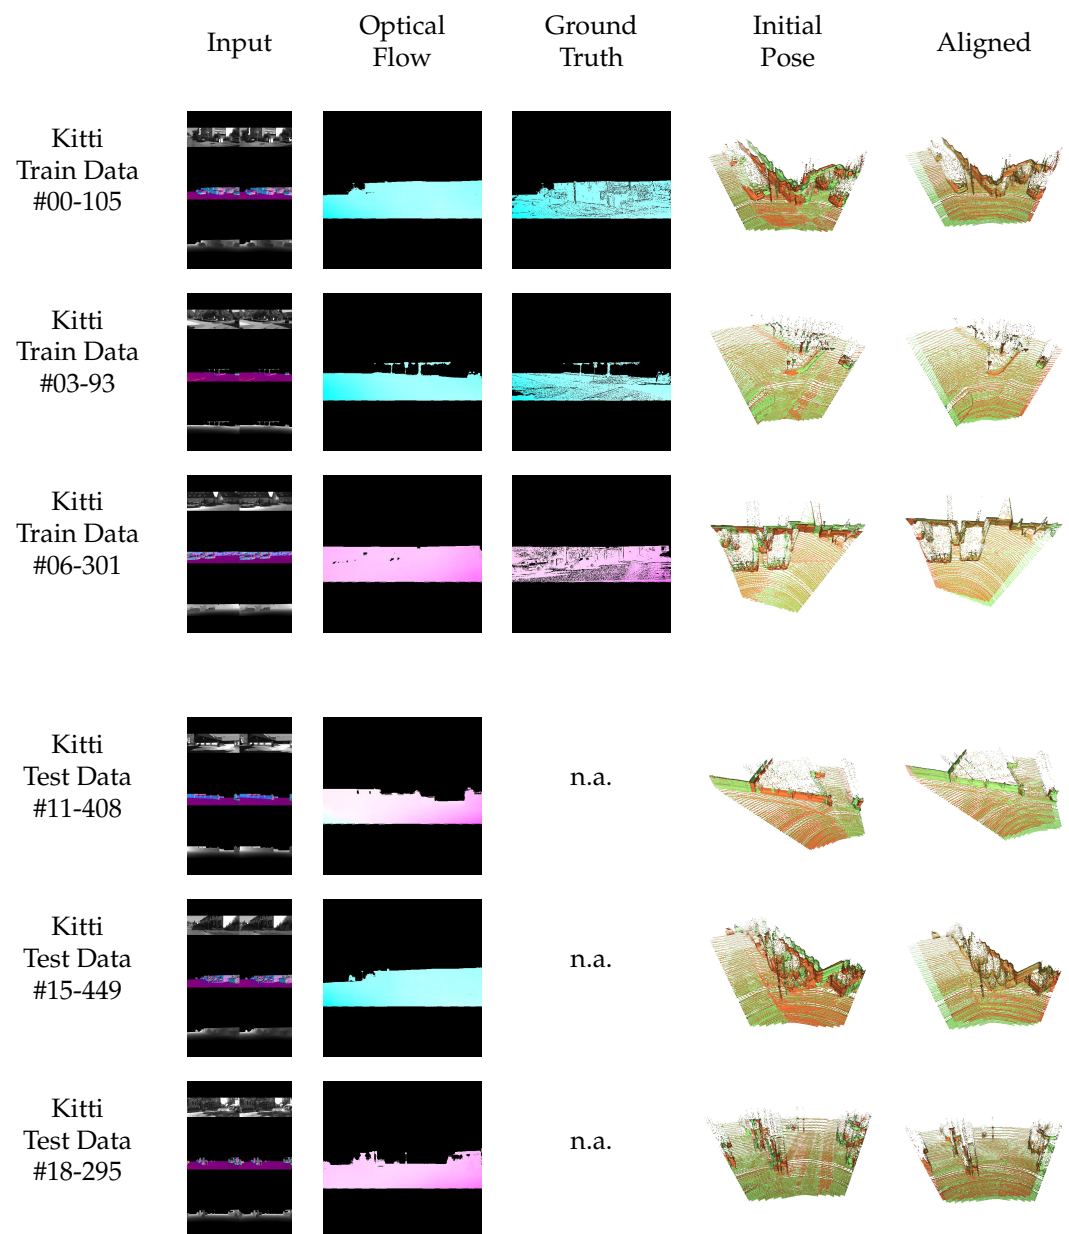 Input
Optical
Flow
Ground
Truth
Initial
Pose
Aligned
Kitti
Train Data
#00-105
Kitti
Train Data
#03-93
Kitti
Train Data
#06-301
Kitti
Test Data
#11-408
n.a.
Kitti
Test Data
#15-449
n.a.
Kitti
Test Data
#18-295
n.a.